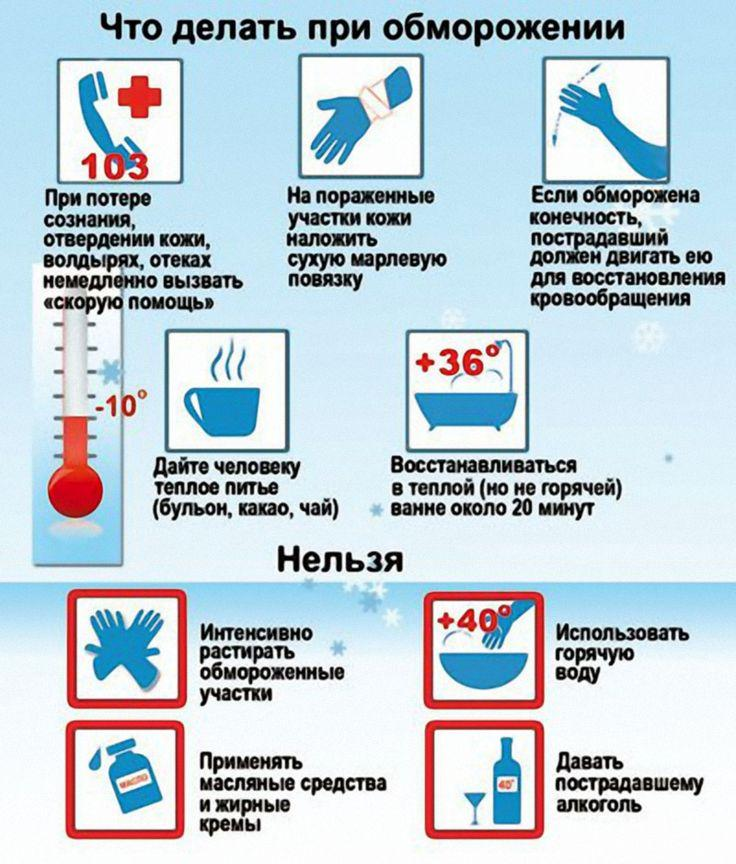 Что делать при обморожении
103
При потере
сознания,
отвердении кожи,
волдырях, отеках
немедленно вызвать
«скорую помощь»
На пораженные
участки кожи
наложить
сухую марлевую
повязку
Если обморожена
конечность,
пострадавший
должен двигать ею
для восстановления
кровообращения
-10°
Дайте человеку
теплое питье
(бульон, какао, чай)
+36°
Восстанавливаться
в теплой (но не горячей)
ванне около 20 минут
Нельзя
Интенсивно
растирать
обмороженные
участки
+40°
Использовать
горячую
воду
МАСЛО
Применять
масляные средства
и жирные
кремы
40°
Давать
пострадавшему
алкоголь